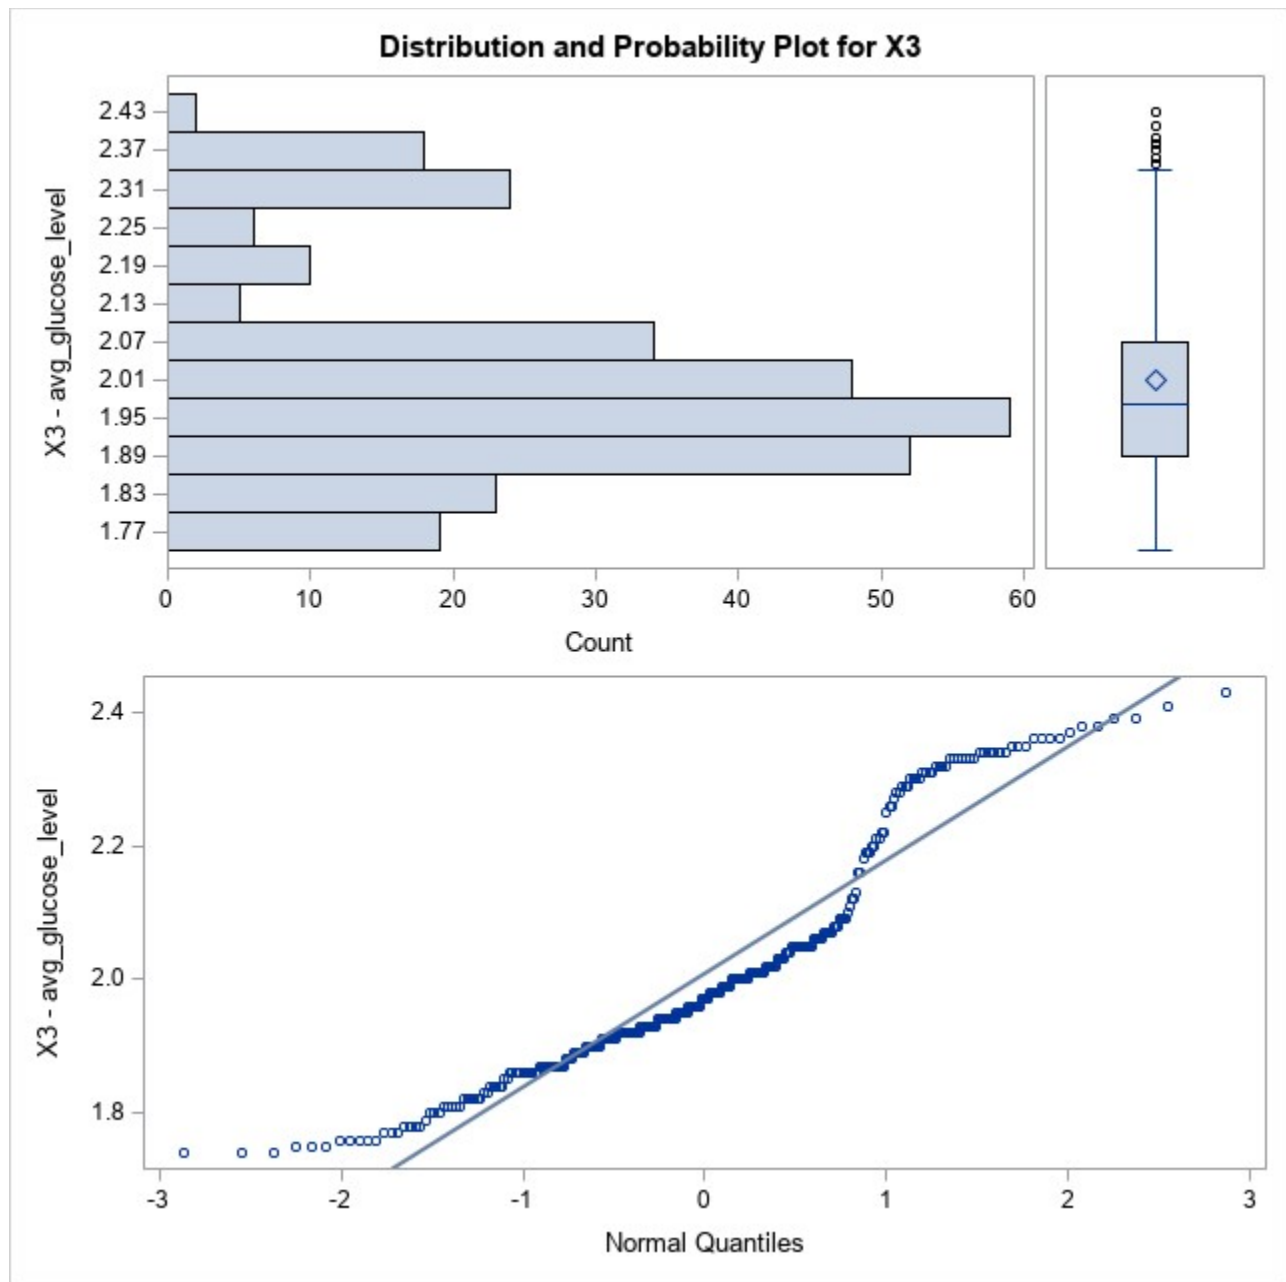 Distribution and Probability Plot for X3
X3 - avg_glucose_level
2.43
2.37
2.31
2.25
2.19
2.13
2.07
2.01
1.95
1.89
1.83
1.77
0 10 20 30 40 50 60
Count
X3 - avg_glucose_level
2.4
2.2
2.0
1.8
-3 -2 -1 0 1 2 3
Normal Quantiles